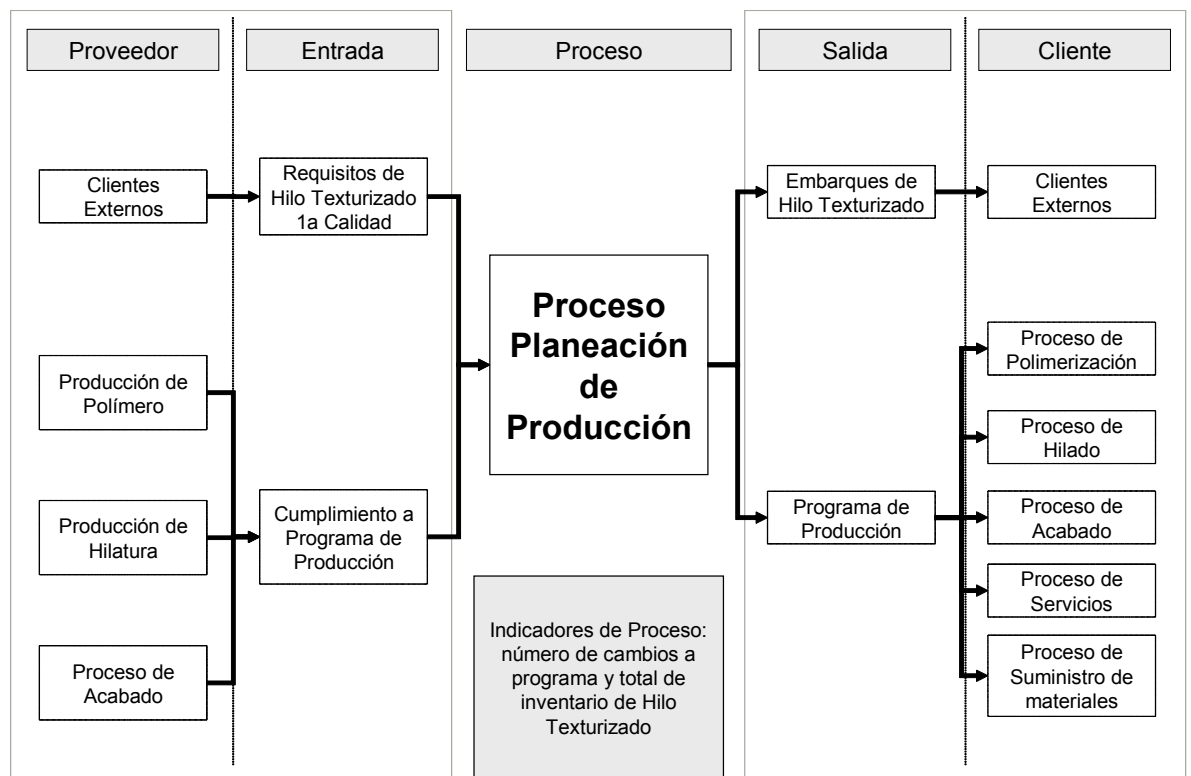 Proveedor
Entrada
Proceso
Salida
Cliente
Clientes
Externos
Requisitos de
Hilo Texturizado
1a Calidad
Embarques de
Hilo Texturizado
Clientes
Externos
Proceso
Planeación
de
Producción
Producción de
Polímero
Producción de
Hilatura
Proceso de
Acabado
Cumplimiento a
Programa de
Producción
Programa de
Producción
Proceso de
Polimerización
Proceso de
Hilado
Proceso de
Acabado
Proceso de
Servicios
Proceso de
Suministro de
materiales
Indicadores de Proceso:
número de cambios a
programa y total de
inventario de Hilo
Texturizado